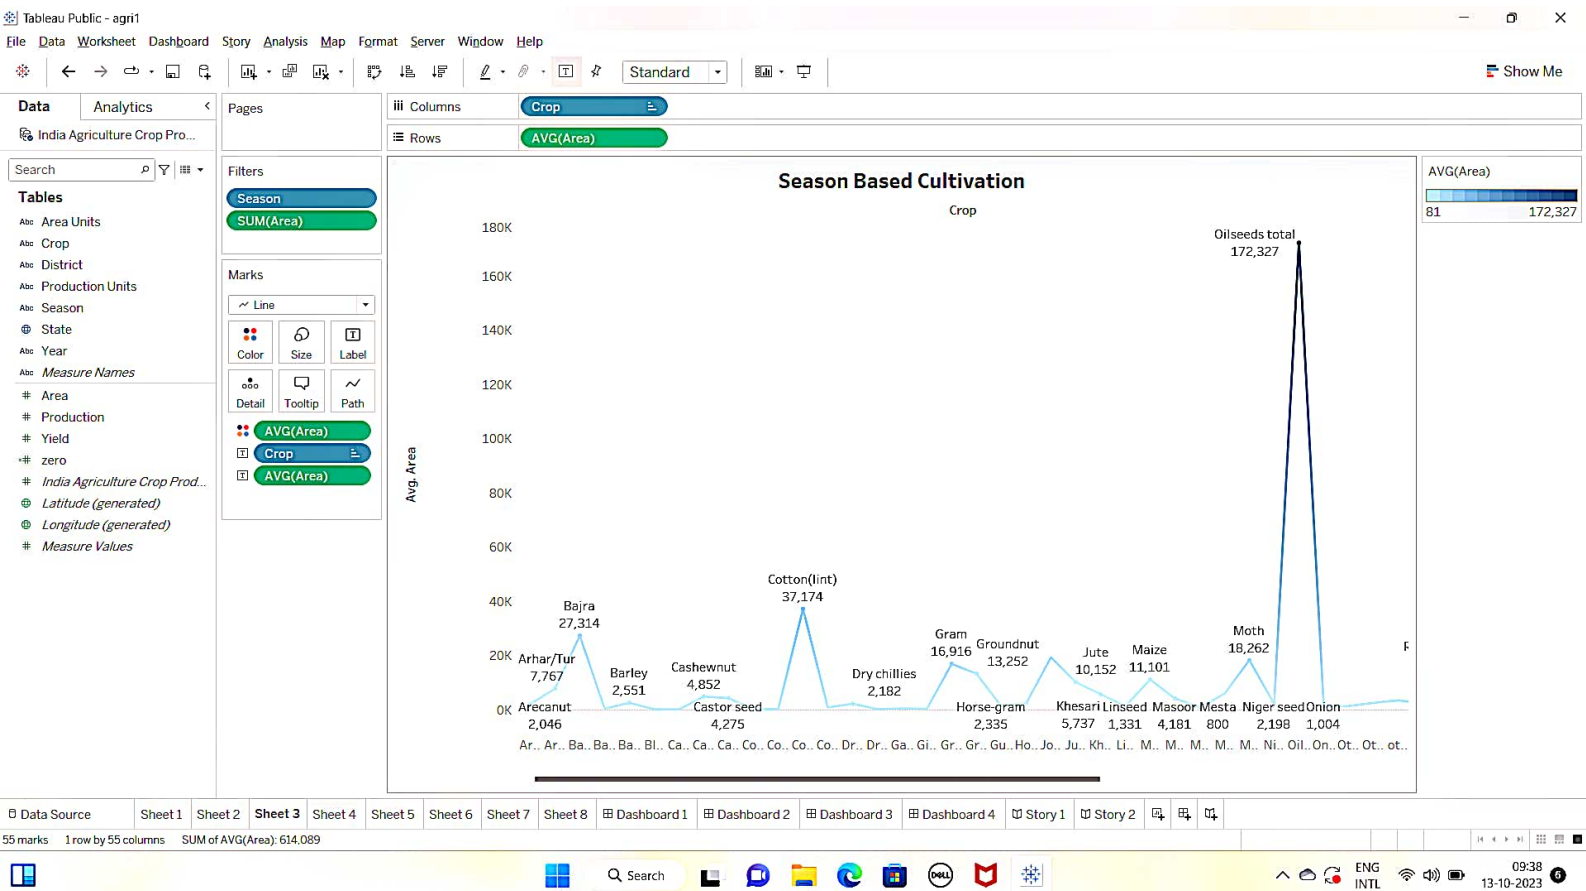 Tableau Public - agri1
File Data Worksheet Dashboard Story Analysis Map Format Server Window Help
Standard
Show Me
Data
Analytics
India Agriculture Crop Pro...
Search
Tables
Abc Area Units
Abc Crop
Abc District
Abc Production Units
Abc Season
State
Abc Year
Measure Names
# Area
# Production
# Yield
# zero
# India Agriculture Crop Prod...
Latitude (generated)
Longitude (generated)
# Measure Values
Pages
Filters
Season
SUM(Area)
Marks
Line
Color Size Label
Detail Tooltip Path
AVG(Area)
Crop
AVG(Area)
Columns
Crop
Rows
AVG(Area)
Season Based Cultivation
Crop
Avg. Area
180K
160K
140K
120K
100K
80K
60K
40K
20K
0K
Oilseeds total
172,327
Cotton(lint)
37,174
Bajra
27,314
Arhar/Tur
7,767
Barley
2,551
Cashewnut
4,852
Dry chillies
2,182
Gram
16,916
Groundnut
13,252
Jute
10,152
Maize
11,101
Moth
18,262
Arecanut
2,046
Castor seed
4,275
Horse-gram
2,335
Khesari
5,737
Linseed
1,331
Masoor
4,181
Mesta
800
Niger seed
2,198
Onion
1,004
Ar.. Ar.. Ba.. Ba.. Ba.. Bl.. Ca.. Ca.. Ca.. Co.. Co.. Co.. Co.. Dr.. Dr.. Ga.. Gi.. Gr.. Gr.. Gu.. Ho.. Jo.. Ju.. Kh.. Li.. M.. M.. M.. M.. M.. Ni.. Oil.. On.. Ot.. Ot.. ot..
AVG(Area)
81 172,327
Data Source Sheet 1 Sheet 2 Sheet 3 Sheet 4 Sheet 5 Sheet 6 Sheet 7 Sheet 8 Dashboard 1 Dashboard 2 Dashboard 3 Dashboard 4 Story 1 Story 2
55 marks 1 row by 55 columns SUM of AVG(Area): 614,089
Search
DELL
ENG
INTL
09:38
13-10-2023